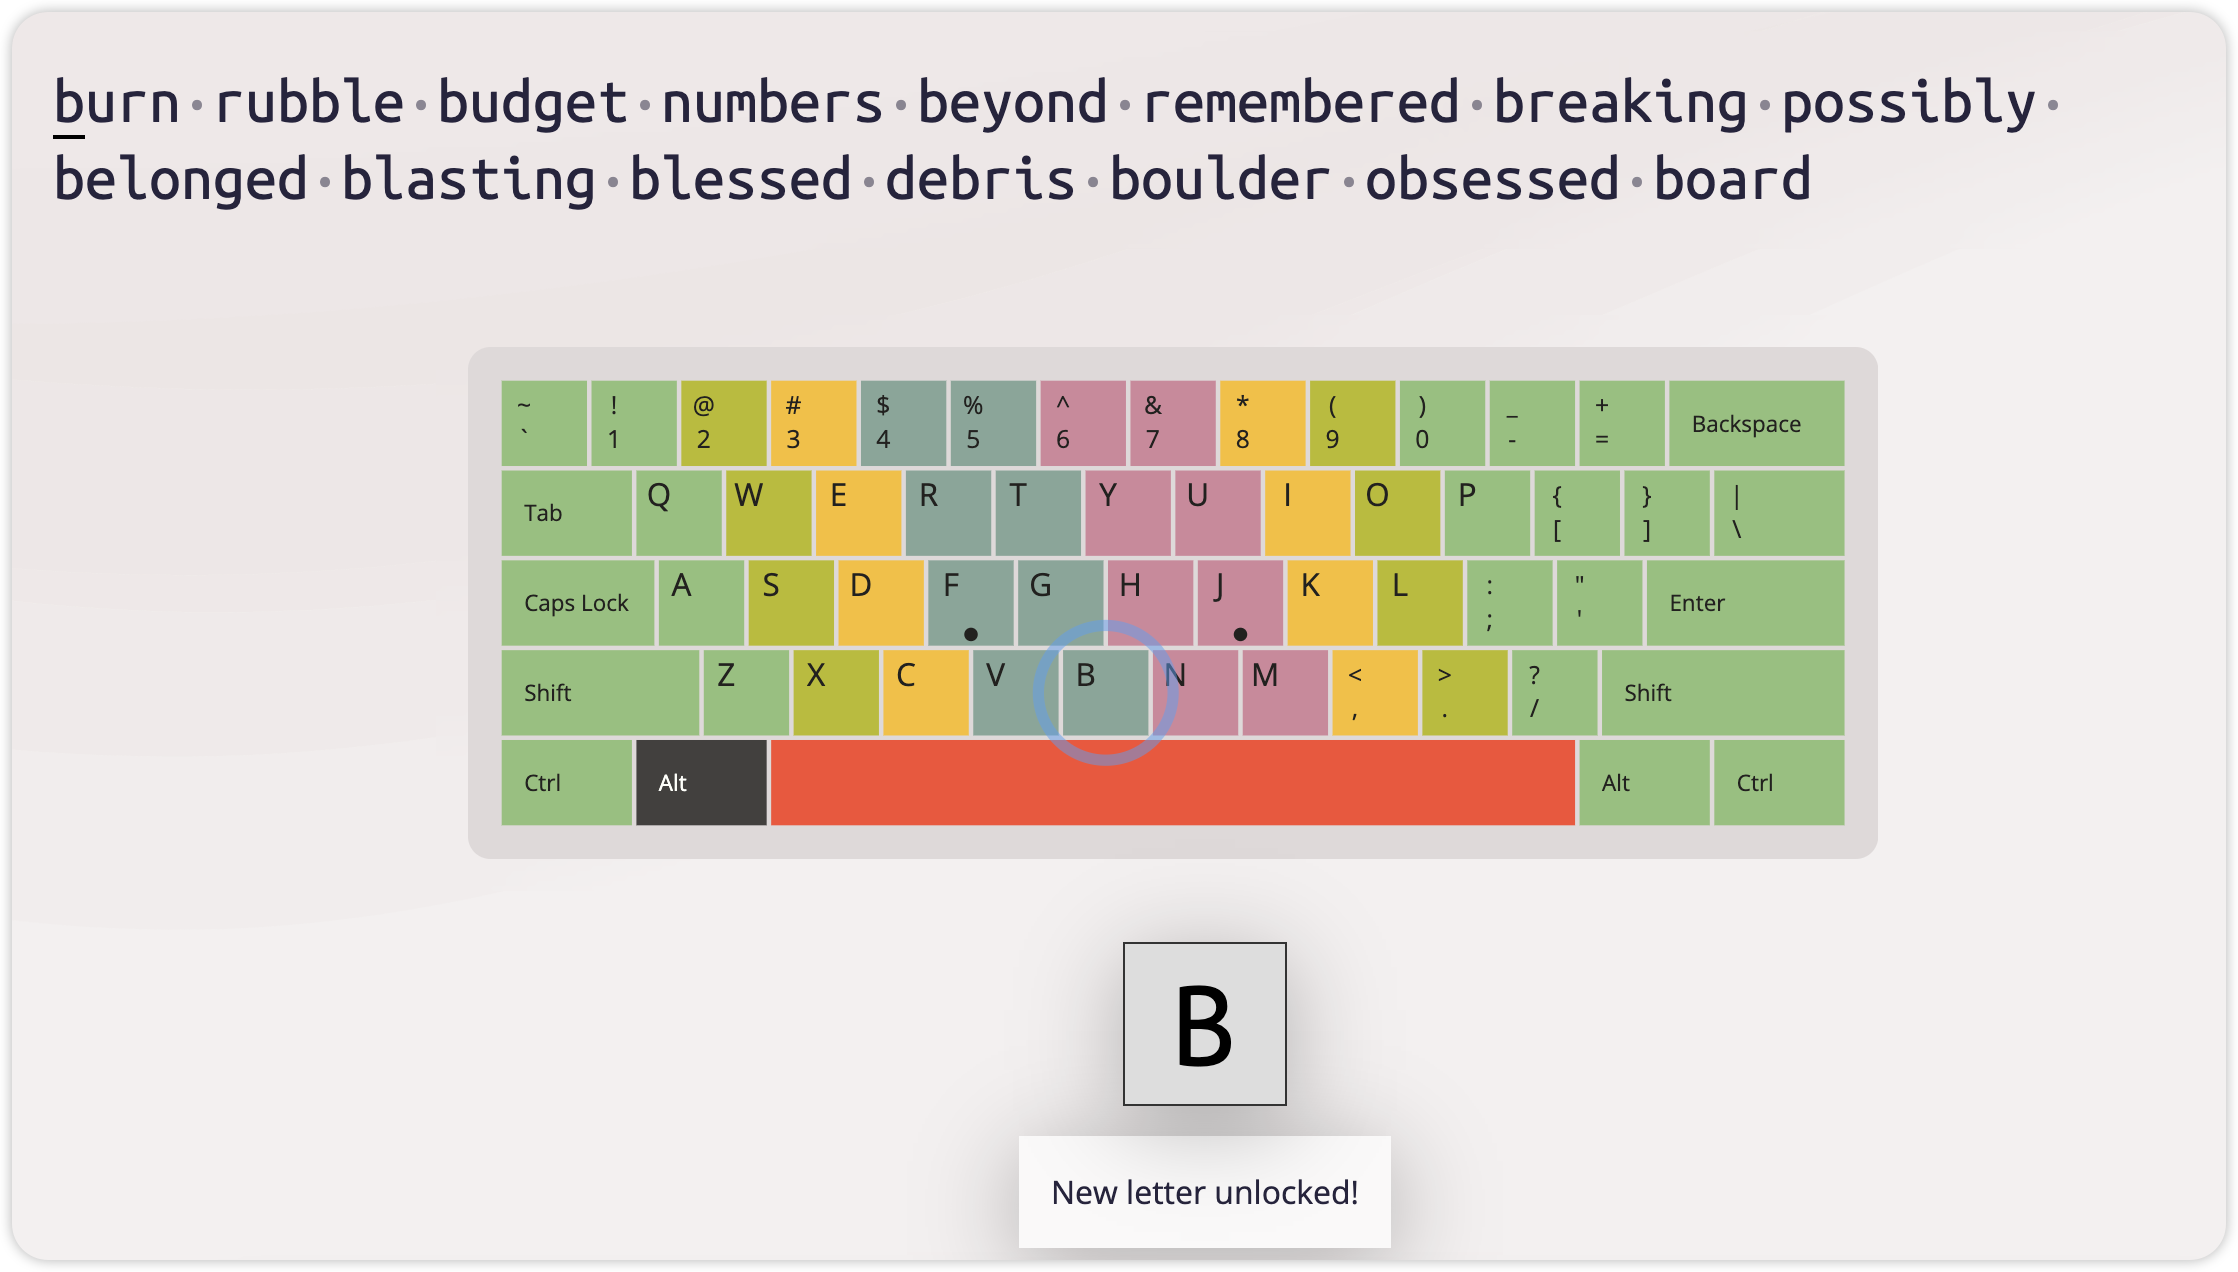 burn·rubble·budget·numbers·beyond·remembered·breaking·possibly·
belonged·blasting·blessed·debris·boulder·obsessed·board
~ ! @ # $ % ^ & * ( ) _ +
` 1 2 3 4 5 6 7 8 9 0 - = Backspace
Tab Q W E R T Y U I O P { } |
[ ] \
Caps Lock A S D F G H J K L : " Enter
; '
Shift Z X C V B N M < > ? Shift
, . /
Ctrl Alt Alt Ctrl
B
New letter unlocked!